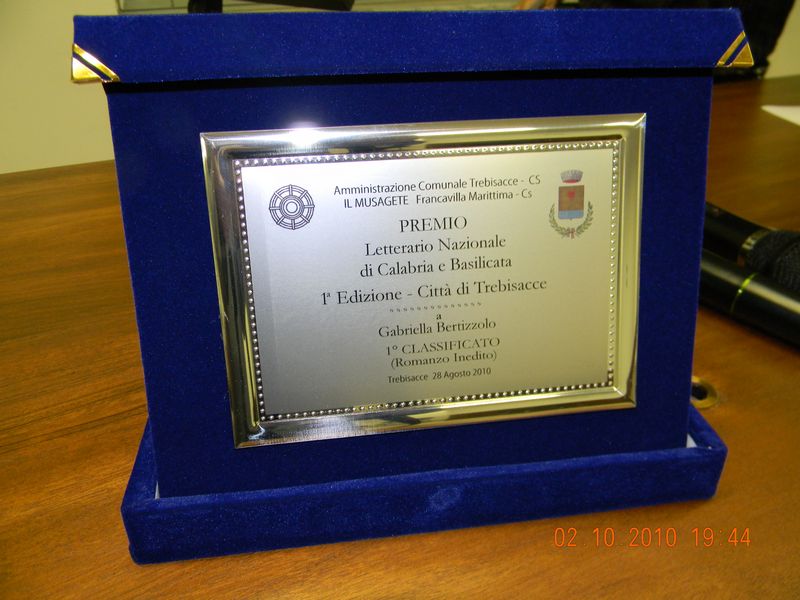 Amministrazione Comunale Trebisacce - CS
IL MUSAGETE Francavilla Marittima - Cs
PREMIO
Letterario Nazionale
di Calabria e Basilicata
1ª Edizione - Città di Trebisacce
~~~~~~~~~~~~~~
a
Gabriella Bertizzolo
1° CLASSIFICATO
(Romanzo Inedito)
Trebisacce 28 Agosto 2010
02.10.2010 19:44